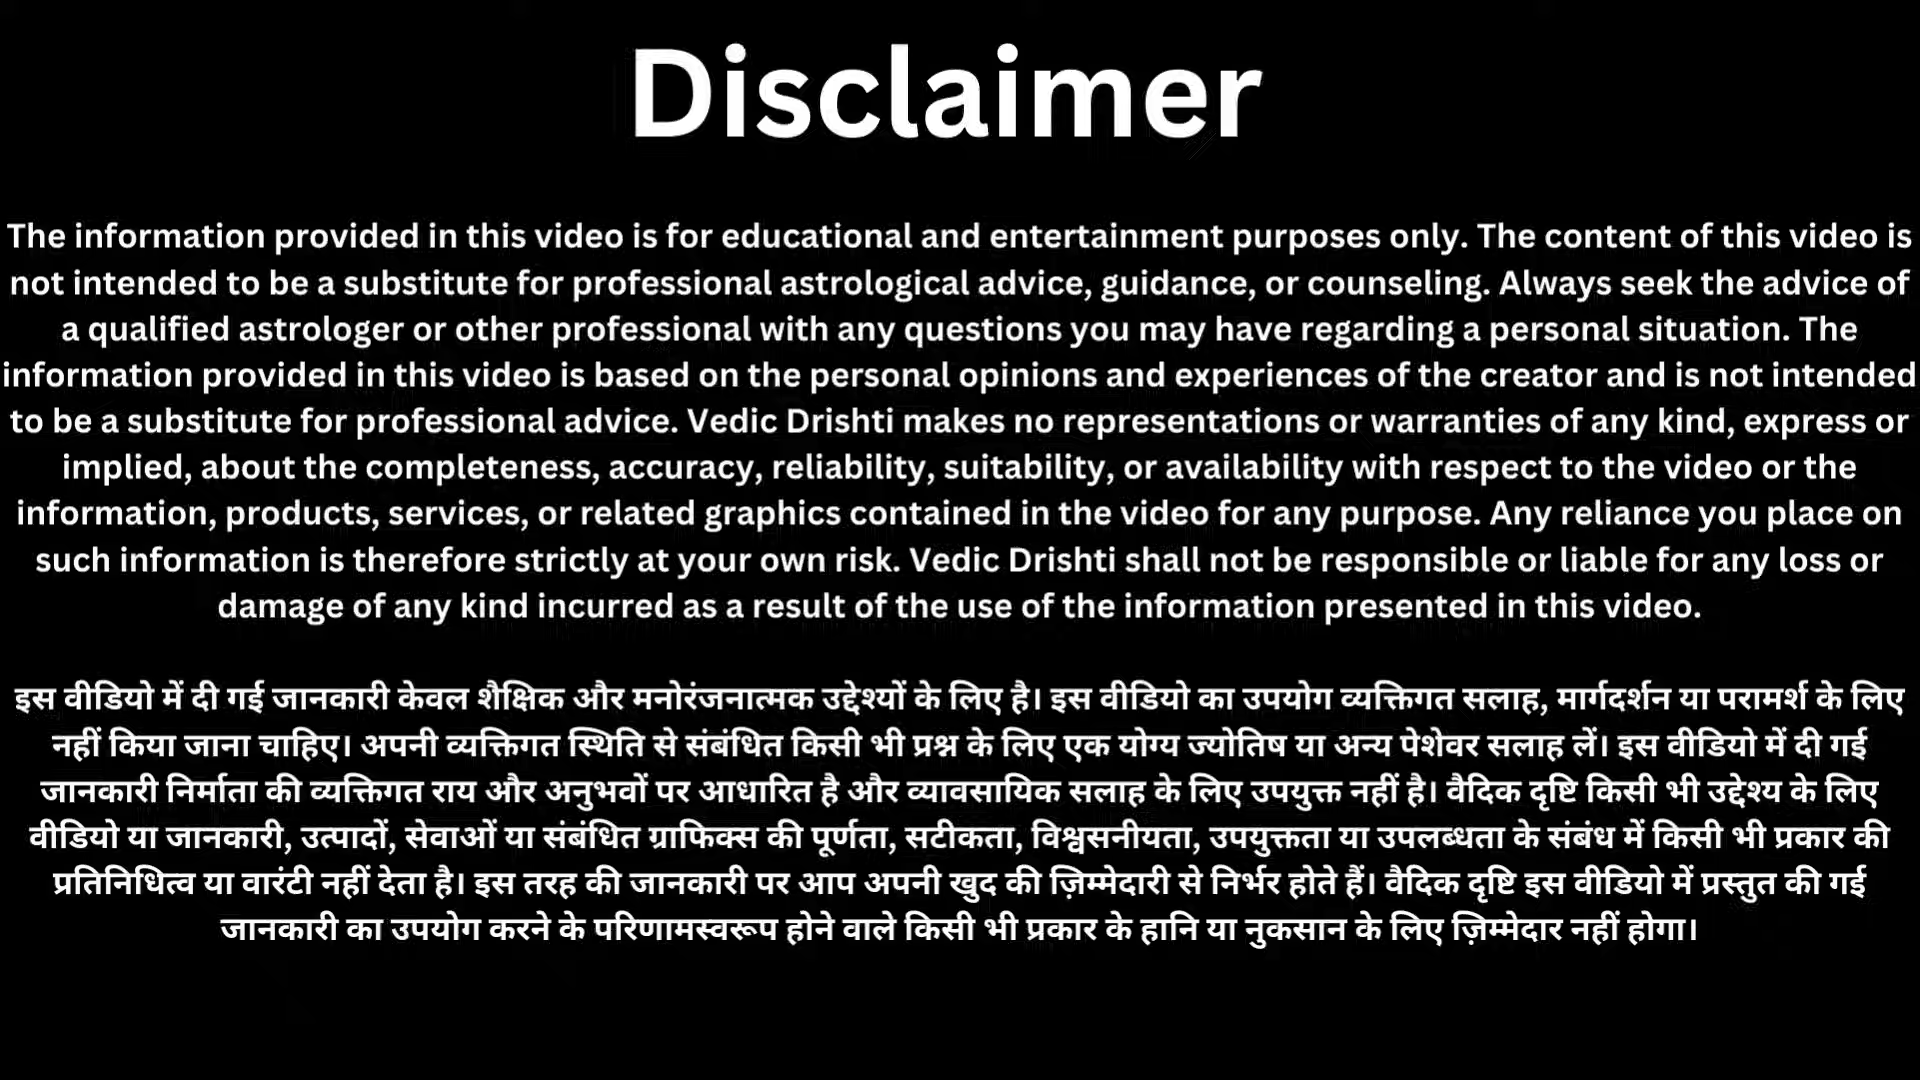 Disclaimer
The information provided in this video is for educational and entertainment purposes only. The content of this video is
not intended to be a substitute for professional astrological advice, guidance, or counseling. Always seek the advice of
a qualified astrologer or other professional with any questions you may have regarding a personal situation. The
information provided in this video is based on the personal opinions and experiences of the creator and is not intended
to be a substitute for professional advice. Vedic Drishti makes no representations or warranties of any kind, express or
implied, about the completeness, accuracy, reliability, suitability, or availability with respect to the video or the
information, products, services, or related graphics contained in the video for any purpose. Any reliance you place on
such information is therefore strictly at your own risk. Vedic Drishti shall not be responsible or liable for any loss or
damage of any kind incurred as a result of the use of the information presented in this video.
इस वीडियो में दी गई जानकारी केवल शैक्षिक और मनोरंजनात्मक उद्देश्यों के लिए है। इस वीडियो का उपयोग व्यक्तिगत सलाह, मार्गदर्शन या परामर्श के लिए
नहीं किया जाना चाहिए। अपनी व्यक्तिगत स्थिति से संबंधित किसी भी प्रश्न के लिए एक योग्य ज्योतिष या अन्य पेशेवर सलाह लें। इस वीडियो में दी गई
जानकारी निर्माता की व्यक्तिगत राय और अनुभवों पर आधारित है और व्यावसायिक सलाह के लिए उपयुक्त नहीं है। वैदिक दृष्टि किसी भी उद्देश्य के लिए
वीडियो या जानकारी, उत्पादों, सेवाओं या संबंधित ग्राफिक्स की पूर्णता, सटीकता, विश्वसनीयता, उपयुक्तता या उपलब्धता के संबंध में किसी भी प्रकार की
प्रतिनिधित्व या वारंटी नहीं देता है। इस तरह की जानकारी पर आप अपनी खुद की ज़िम्मेदारी से निर्भर होते हैं। वैदिक दृष्टि इस वीडियो में प्रस्तुत की गई
जानकारी का उपयोग करने के परिणामस्वरूप होने वाले किसी भी प्रकार के हानि या नुकसान के लिए ज़िम्मेदार नहीं होगा।